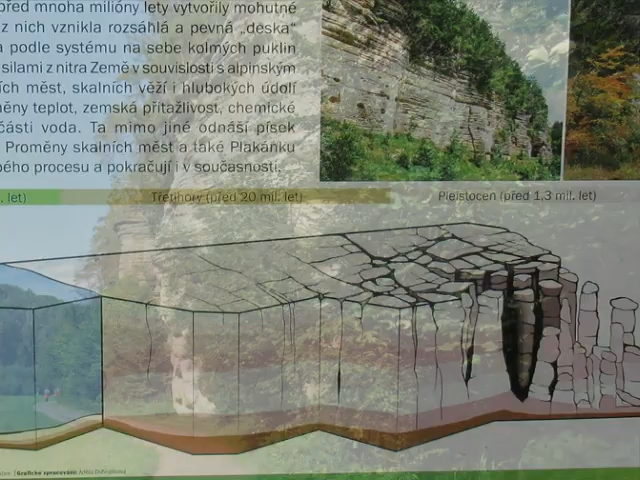 před mnoha milióny lety vytvořily mohutné
z nich vznikla rozsáhlá a pevná „deska“
a podle systému na sebe kolmých puklin
silami z nitra Země v souvislosti s alpinským
ích měst, skalních věží i hlubokých údolí
ěny teplot, zemská přitažlivost, chemické
části voda. Ta mimo jiné odnáší písek
Proměny skalních měst a také Plakánku
ého procesu a pokračují i v současnosti.
. let)
Třetihory (před 20 mil. let)
Pleistocen (před 1,3 mil. let)
Grafické zpracování: